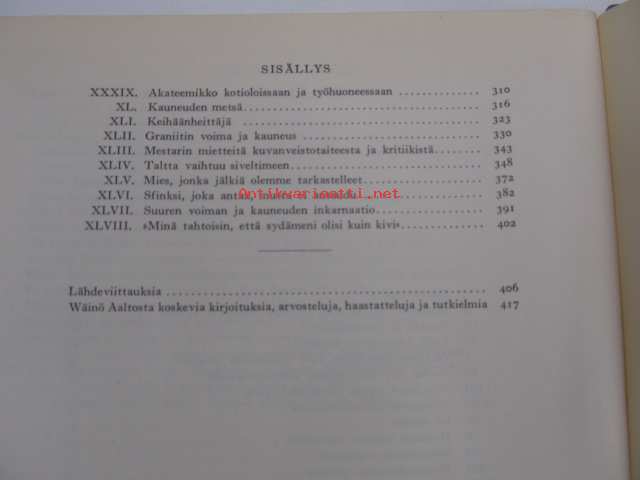 SISÄLLYS
XXXIX. Akateemikko kotioloissaan ja työhuoneessaan ............ 310
XL. Kauneuden metsä ............ 316
XLI. Keihäänheittäjä ............ 323
XLII. Graniitin voima ja kauneus ............ 330
XLIII. Mestarin mietteitä kuvanveistotaiteesta ja kritiikistä ...... 343
XLIV. Taltta vaihtuu siveltimeen ............ 348
XLV. Mies, jonka jälkiä olemme tarkastelleet ............ 372
XLVI. Sfinksi, joka antaa, mutta ei ............ 382
Antikvariaatti.net
XLVII. Suuren voiman ja kauneuden inkarnaatio ............ 391
XLVIII. »Minä tahtoisin, että sydämeni olisi kuin kivi» ............ 402
Lähdeviittauksia ............ 406
Wäinö Aaltosta koskevia kirjoituksia, arvosteluja, haastatteluja ja tutkielmia 417